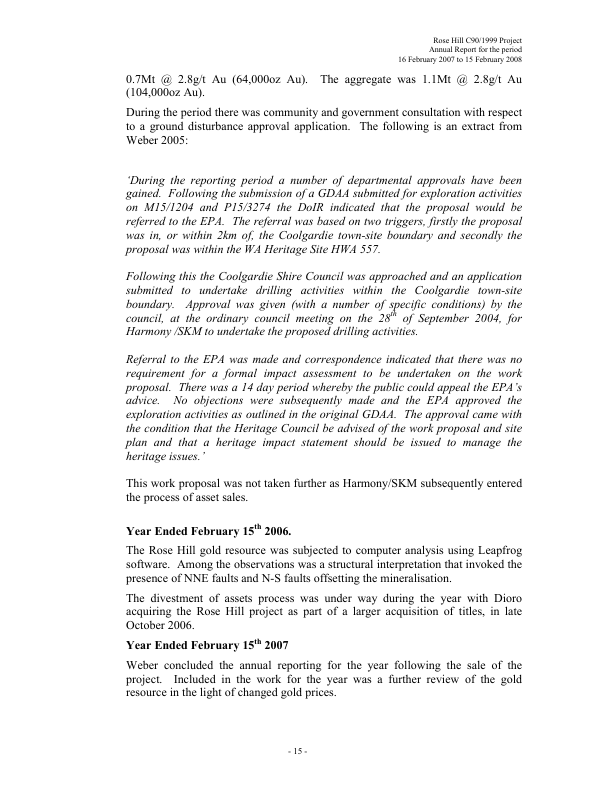 Rose Hill C90/1999 Project
Annual Report for the period
16 February 2007 to 15 February 2008
0.7Mt @ 2.8g/t Au (64,000oz Au). The aggregate was 1.1Mt @ 2.8g/t Au
(104,000oz Au).
During the period there was community and government consultation with respect
to a ground disturbance approval application. The following is an extract from
Weber 2005:
‘During the reporting period a number of departmental approvals have been
gained. Following the submission of a GDAA submitted for exploration activities
on M15/1204 and P15/3274 the DoIR indicated that the proposal would be
referred to the EPA. The referral was based on two triggers, firstly the proposal
was in, or within 2km of, the Coolgardie town-site boundary and secondly the
proposal was within the WA Heritage Site HWA 557.
Following this the Coolgardie Shire Council was approached and an application
submitted to undertake drilling activities within the Coolgardie town-site
boundary. Approval was given (with a number of specific conditions) by the
council, at the ordinary council meeting on the 28th of September 2004, for
Harmony /SKM to undertake the proposed drilling activities.
Referral to the EPA was made and correspondence indicated that there was no
requirement for a formal impact assessment to be undertaken on the work
proposal. There was a 14 day period whereby the public could appeal the EPA’s
advice. No objections were subsequently made and the EPA approved the
exploration activities as outlined in the original GDAA. The approval came with
the condition that the Heritage Council be advised of the work proposal and site
plan and that a heritage impact statement should be issued to manage the
heritage issues.’
This work proposal was not taken further as Harmony/SKM subsequently entered
the process of asset sales.
Year Ended February 15th 2006.
The Rose Hill gold resource was subjected to computer analysis using Leapfrog
software. Among the observations was a structural interpretation that invoked the
presence of NNE faults and N-S faults offsetting the mineralisation.
The divestment of assets process was under way during the year with Dioro
acquiring the Rose Hill project as part of a larger acquisition of titles, in late
October 2006.
Year Ended February 15th 2007
Weber concluded the annual reporting for the year following the sale of the
project. Included in the work for the year was a further review of the gold
resource in the light of changed gold prices.
- 15 -